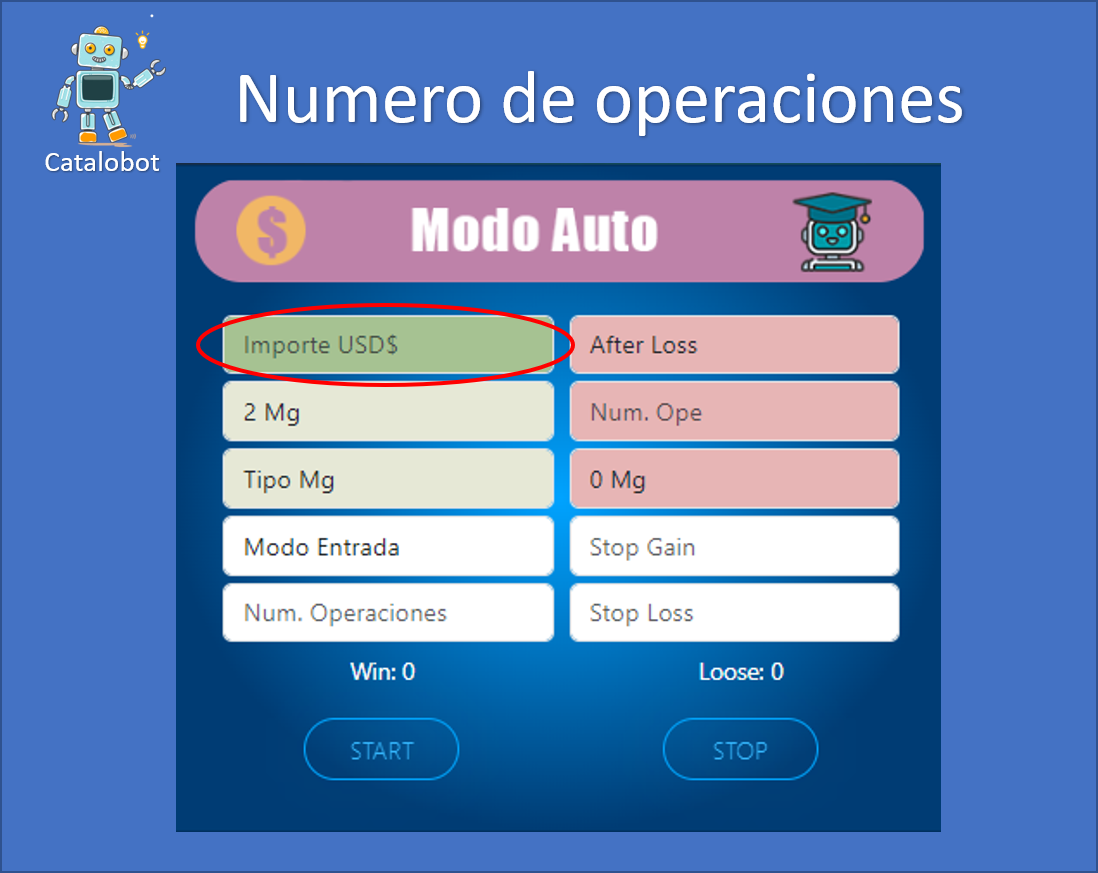 Numero de operaciones
Catalobot
$ Modo Auto
Importe USD$
After Loss
2 Mg
Num. Ope
Tipo Mg
0 Mg
Modo Entrada
Stop Gain
Num. Operaciones
Stop Loss
Win: 0
Loose: 0
START
STOP